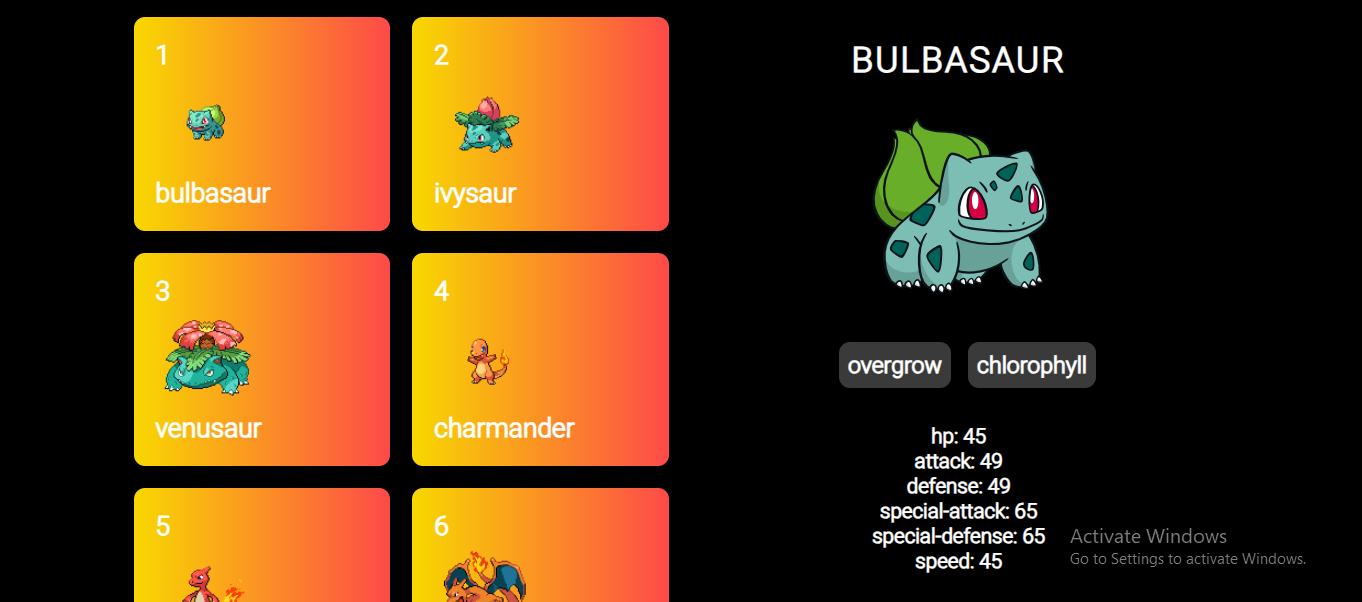 1
bulbasaur
2
ivysaur
3
venusaur
4
charmander
5
6
BULBASAUR
overgrow
chlorophyll
hp: 45
attack: 49
defense: 49
special-attack: 65
special-defense: 65
speed: 45
Activate Windows
Go to Settings to activate Windows.